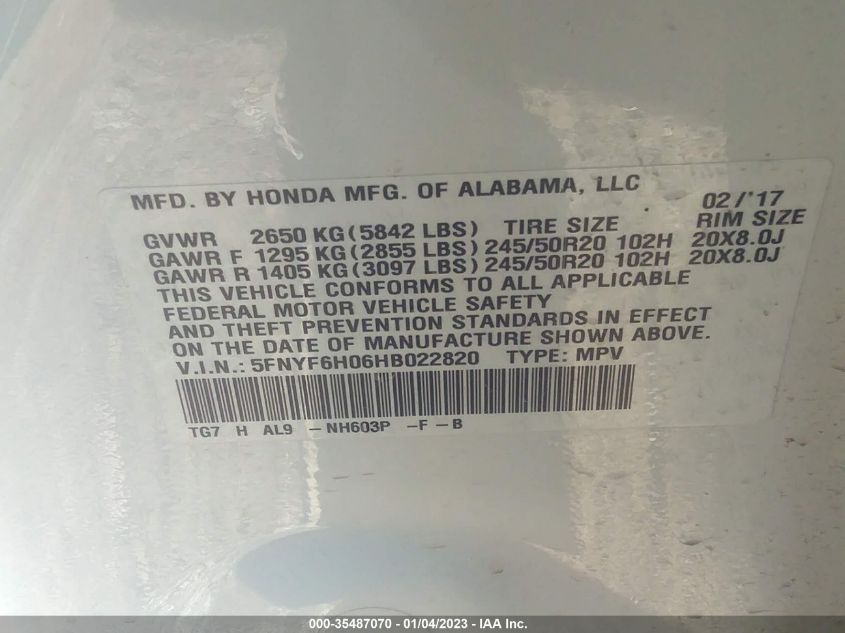 MFD. BY HONDA MFG. OF ALABAMA, LLC 02/'17
GVWR 2650 KG(5842 LBS) TIRE SIZE RIM SIZE
GAWR F 1295 KG(2855 LBS) 245/50R20 102H 20X8.0J
GAWR R 1405 KG(3097 LBS) 245/50R20 102H 20X8.0J
THIS VEHICLE CONFORMS TO ALL APPLICABLE
FEDERAL MOTOR VEHICLE SAFETY
AND THEFT PREVENTION STANDARDS IN EFFECT
ON THE DATE OF MANUFACTURE SHOWN ABOVE.
V.I.N.: 5FNYF6H06HB022820 TYPE: MPV
TG7 H AL9 -NH603P -F-B
000-35487070 - 01/04/2023 - IAA Inc.